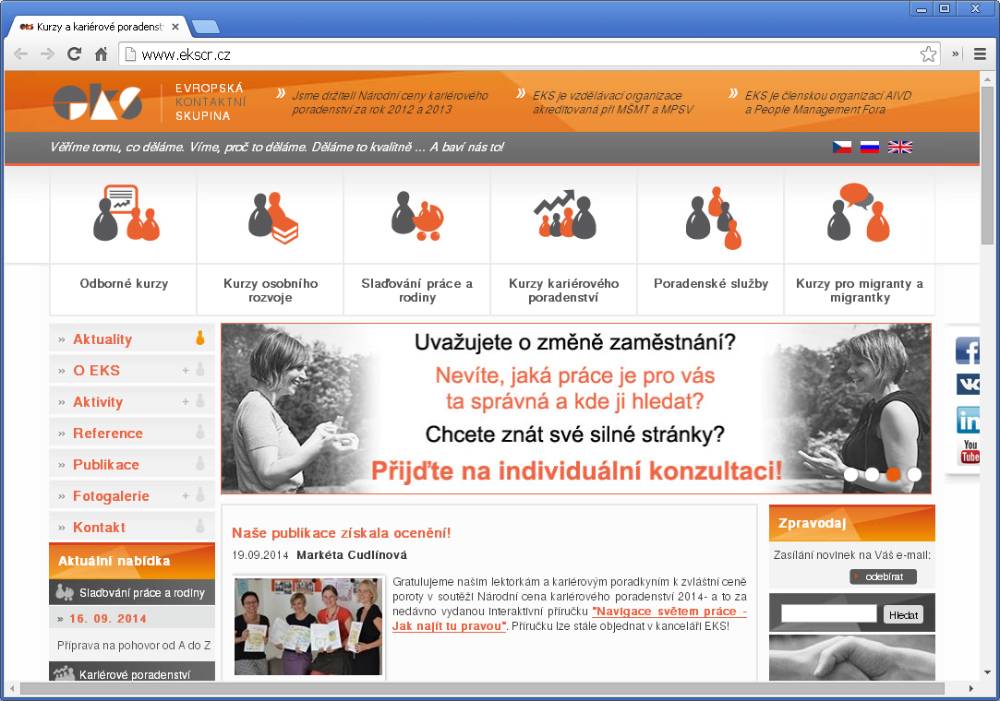 Kurzy a kariérové poradenst
www.ekscr.cz
eks
EVROPSKÁ
KONTAKTNÍ
SKUPINA
» Jsme držiteli Národní ceny kariérového
poradenství za rok 2012 a 2013
» EKS je vzdělávací organizace
akreditovaná při MŠMT a MPSV
» EKS je členskou organizací AIVD
a People Management Fora
Věříme tomu, co děláme. Víme, proč to děláme. Děláme to kvalitně ... A baví nás to!
Odborné kurzy
Kurzy osobního
rozvoje
Slaďování práce a
rodiny
Kurzy kariérového
poradenství
Poradenské služby
Kurzy pro migranty a
migrantky
» Aktuality
» O EKS +
» Aktivity +
» Reference
» Publikace
» Fotogalerie +
» Kontakt
Uvažujete o změně zaměstnání?
Nevíte, jaká práce je pro vás
ta správná a kde ji hledat?
Chcete znát své silné stránky?
Přijďte na individuální konzultaci!
f
in
You
Tube
Aktuální nabídka
Slaďování práce a rodiny
» 16. 09. 2014
Příprava na pohovor od A do Z
Kariérové poradenství
Naše publikace získala ocenění!
19.09.2014 Markéta Cudlínová
Gratulujeme našim lektorkám a kariérovým poradkyním k zvláštní ceně
poroty v soutěži Národní cena kariérového poradenství 2014- a to za
nedávno vydanou interaktivní příručku "Navigace světem práce -
Jak najít tu pravou". Příručku lze stále objednat v kanceláři EKS!
Zpravodaj
Zasílání novinek na Váš e-mail:
odebírat
Hledat